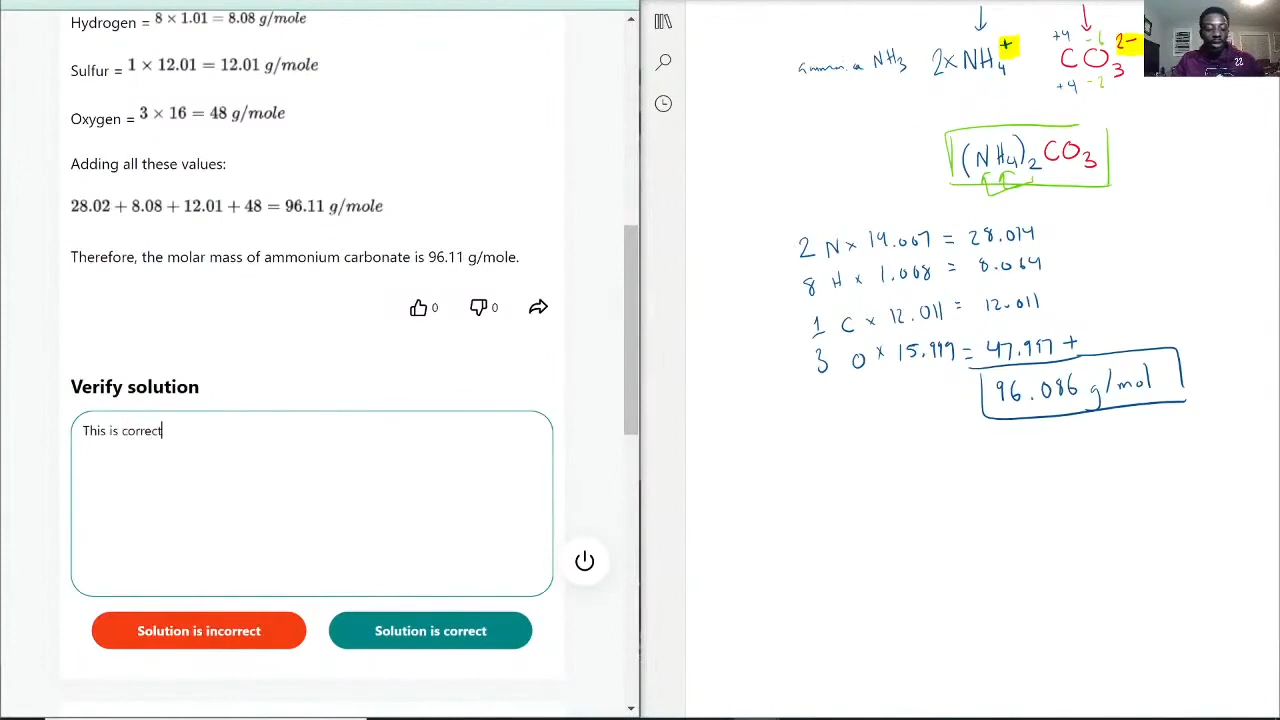 Hydrogen = 8 × 1.01 = 8.08 g/mole
Sulfur = 1 × 12.01 = 12.01 g/mole
Oxygen = 3 × 16 = 48 g/mole
Adding all these values:
28.02 + 8.08 + 12.01 + 48 = 96.11 g/mole
Therefore, the molar mass of ammonium carbonate is 96.11 g/mole.
0
0
Verify solution
This is correct
Solution is incorrect
Solution is correct
+4 -6
NH3 2×NH4+ CO3 2-
+4 -2
(NH4)2CO3
2 N × 14.007 = 28.014
8 H × 1.008 = 8.064
1 C × 12.011 = 12.011
3 O × 15.999 = 47.997 +
96.086 g/mol
22